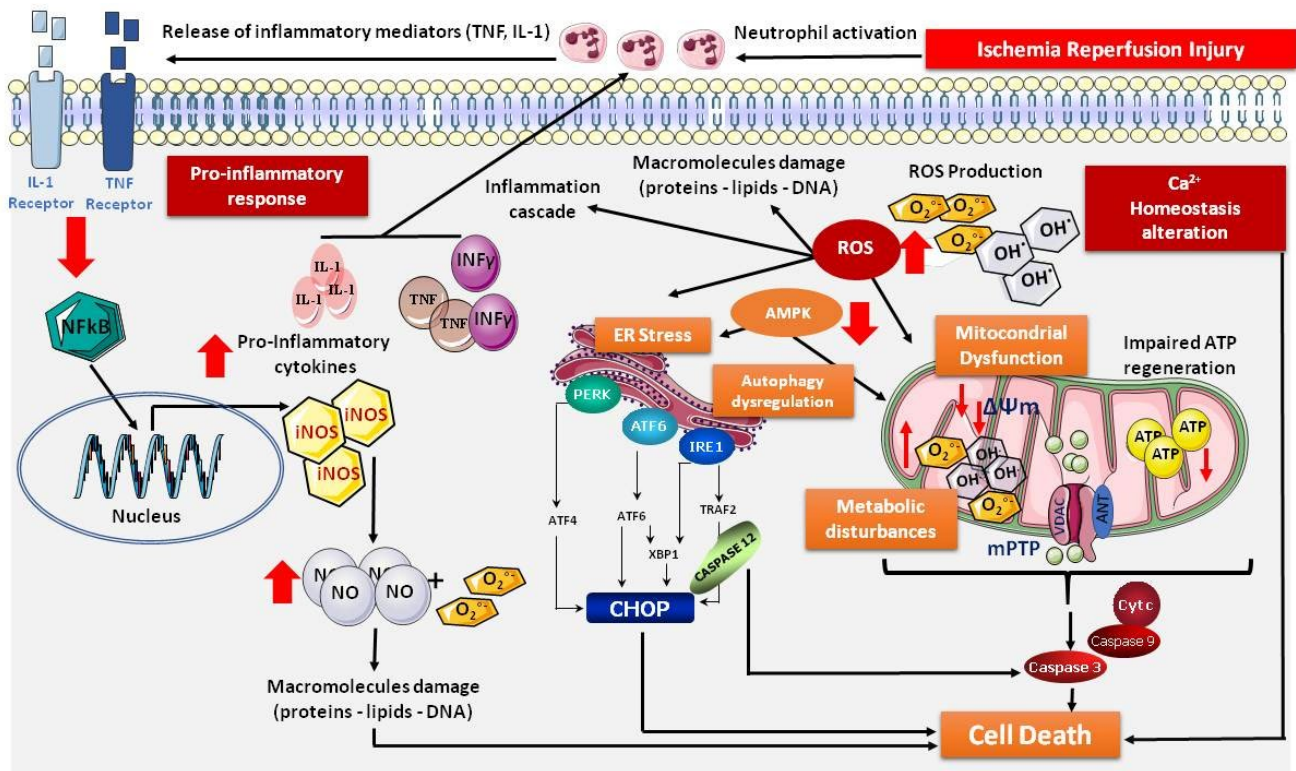 Release of inflammatory mediators (TNF, IL-1)
Neutrophil activation
Ischemia Reperfusion Injury
IL-1
Receptor
TNF
Receptor
Pro-inflammatory
response
Inflammation
cascade
Macromolecules damage
(proteins - lipids - DNA)
ROS Production
Ca²⁺
Homeostasis
alteration
ROS
O₂°⁻
O₂°⁻
O₂°⁻
OH•
OH•
OH•
IL-1
IL-1
IL-1
TNF
TNF
INFγ
INFγ
NFkB
Pro-Inflammatory
cytokines
AMPK
ER Stress
Mitocondrial
Dysfunction
Impaired ATP
regeneration
Autophagy
dysregulation
PERK
ATF6
IRE1
iNOS
iNOS
iNOS
Nucleus
ΔΨm
O₂°⁻
OH
OH
OH
O₂°⁻
ATP
ATP
ATP
Metabolic
disturbances
VDAC
ANT
mPTP
ATF4
ATF6
XBP1
TRAF2
CASPASE 12
CHOP
NO
NO
NO
NO
+
O₂°⁻
O₂°⁻
Cytc
Caspase 9
Caspase 3
Macromolecules damage
(proteins - lipids - DNA)
Cell Death